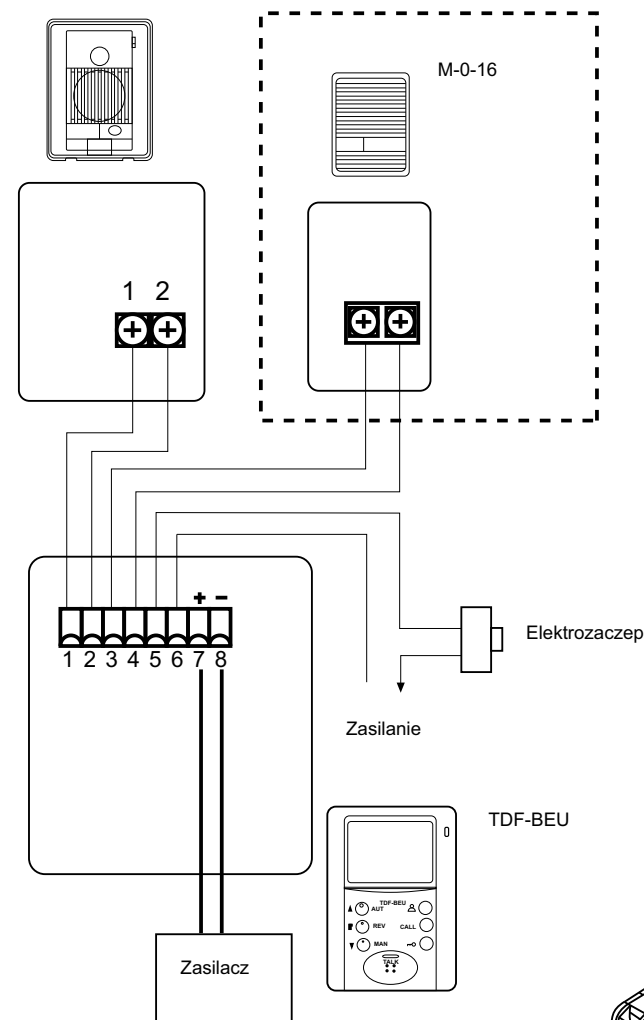 M-0-16
1 2
+ −
1 2 3 4 5 6 7 8
Elektrozaczep
Zasilanie
TDF-BEU
TDF-BEU
AUT
REV CALL
MAN
TALK
Zasilacz